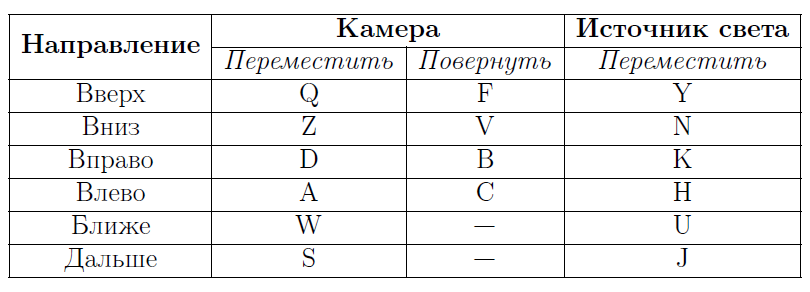 Направление Камера Источник света
Переместить Повернуть Переместить
Вверх Q F Y
Вниз Z V N
Вправо D B K
Влево A C H
Ближе W — U
Дальше S — J